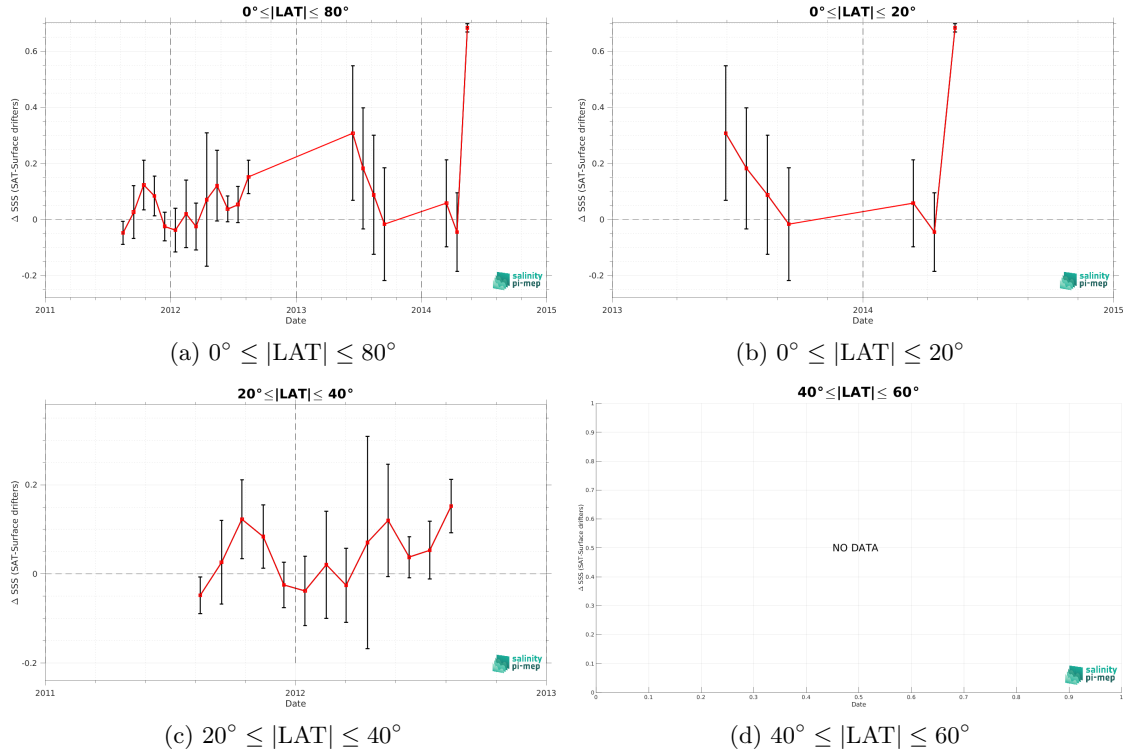 0°≤|LAT|≤ 80°
Δ SSS (SAT-Surface drifters)
0.6
0.4
0.2
0
-0.2
2011
2012
2013
2014
2015
Date
salinity
pi-mep
(a) 0° ≤ |LAT| ≤ 80°
0°≤|LAT|≤ 20°
Δ SSS (SAT-Surface drifters)
0.6
0.4
0.2
0
-0.2
2013
2014
2015
Date
salinity
pi-mep
(b) 0° ≤ |LAT| ≤ 20°
20°≤|LAT|≤ 40°
Δ SSS (SAT-Surface drifters)
0.2
0
-0.2
2011
2012
2013
Date
salinity
pi-mep
(c) 20° ≤ |LAT| ≤ 40°
40°≤|LAT|≤ 60°
Δ SSS (SAT-Surface drifters)
1
0.9
0.8
0.7
0.6
0.5
0.4
0.3
0.2
0.1
0
NO DATA
0
0.1
0.2
0.3
0.4
0.5
0.6
0.7
0.8
0.9
1
Date
salinity
pi-mep
(d) 40° ≤ |LAT| ≤ 60°